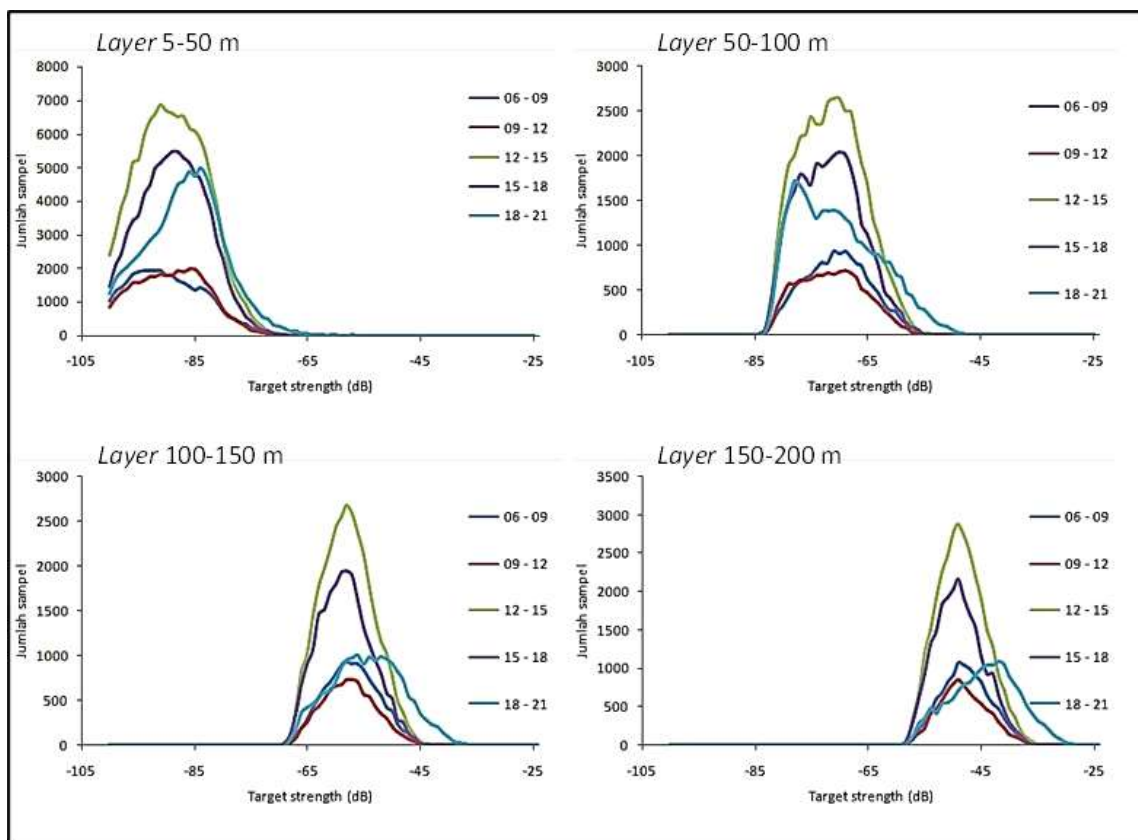 Layer 5-50 m
8000
7000
6000
5000
4000
3000
2000
1000
0
Jumlah sampel
-105
-85
-65
-45
-25
Target strength (dB)
06 - 09
09 - 12
12 - 15
15 - 18
18 - 21
Layer 50-100 m
3000
2500
2000
1500
1000
500
0
Jumlah sampel
-105
-85
-65
-45
-25
Target strength (dB)
06 - 09
09 - 12
12 - 15
15 - 18
18 - 21
Layer 100-150 m
3000
2500
2000
1500
1000
500
0
Jumlah sampel
-105
-85
-65
-45
-25
Target strength (dB)
06 - 09
09 - 12
12 - 15
15 - 18
18 - 21
Layer 150-200 m
3500
3000
2500
2000
1500
1000
500
0
Jumlah sampel
-105
-85
-65
-45
-25
Target strength (dB)
06 - 09
09 - 12
12 - 15
15 - 18
18 - 21